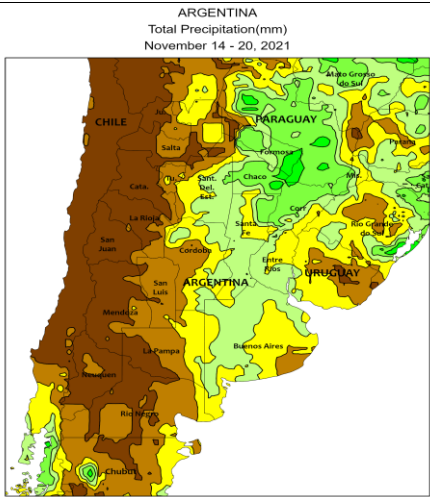 ARGENTINA
Total Precipitation(mm)
November 14 - 20, 2021
Mato Grosso
do Sul
Ju.
CHILE
PARAGUAY
Salta
Parana
Formosa
Tu.
Sant.
Del.
Est.
Chaco
Mis.
Cata.
Corr
La Rioja
Santa
Fe
Rio Grande
do Sul
San
Juan
Cordoba
Entre
Rios
URUGUAY
San
Luis
ARGENTINA
Mendoza
La Pampa
Buenos Aires
Neuquen
Rio Negro
Chubut